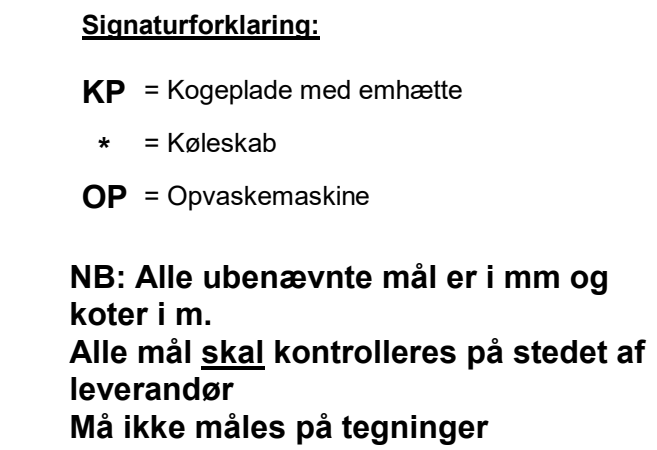 Signaturforklaring:
KP = Kogeplade med emhætte
* = Køleskab
OP = Opvaskemaskine
NB: Alle ubenævnte mål er i mm og
koter i m.
Alle mål skal kontrolleres på stedet af
leverandør
Må ikke måles på tegninger